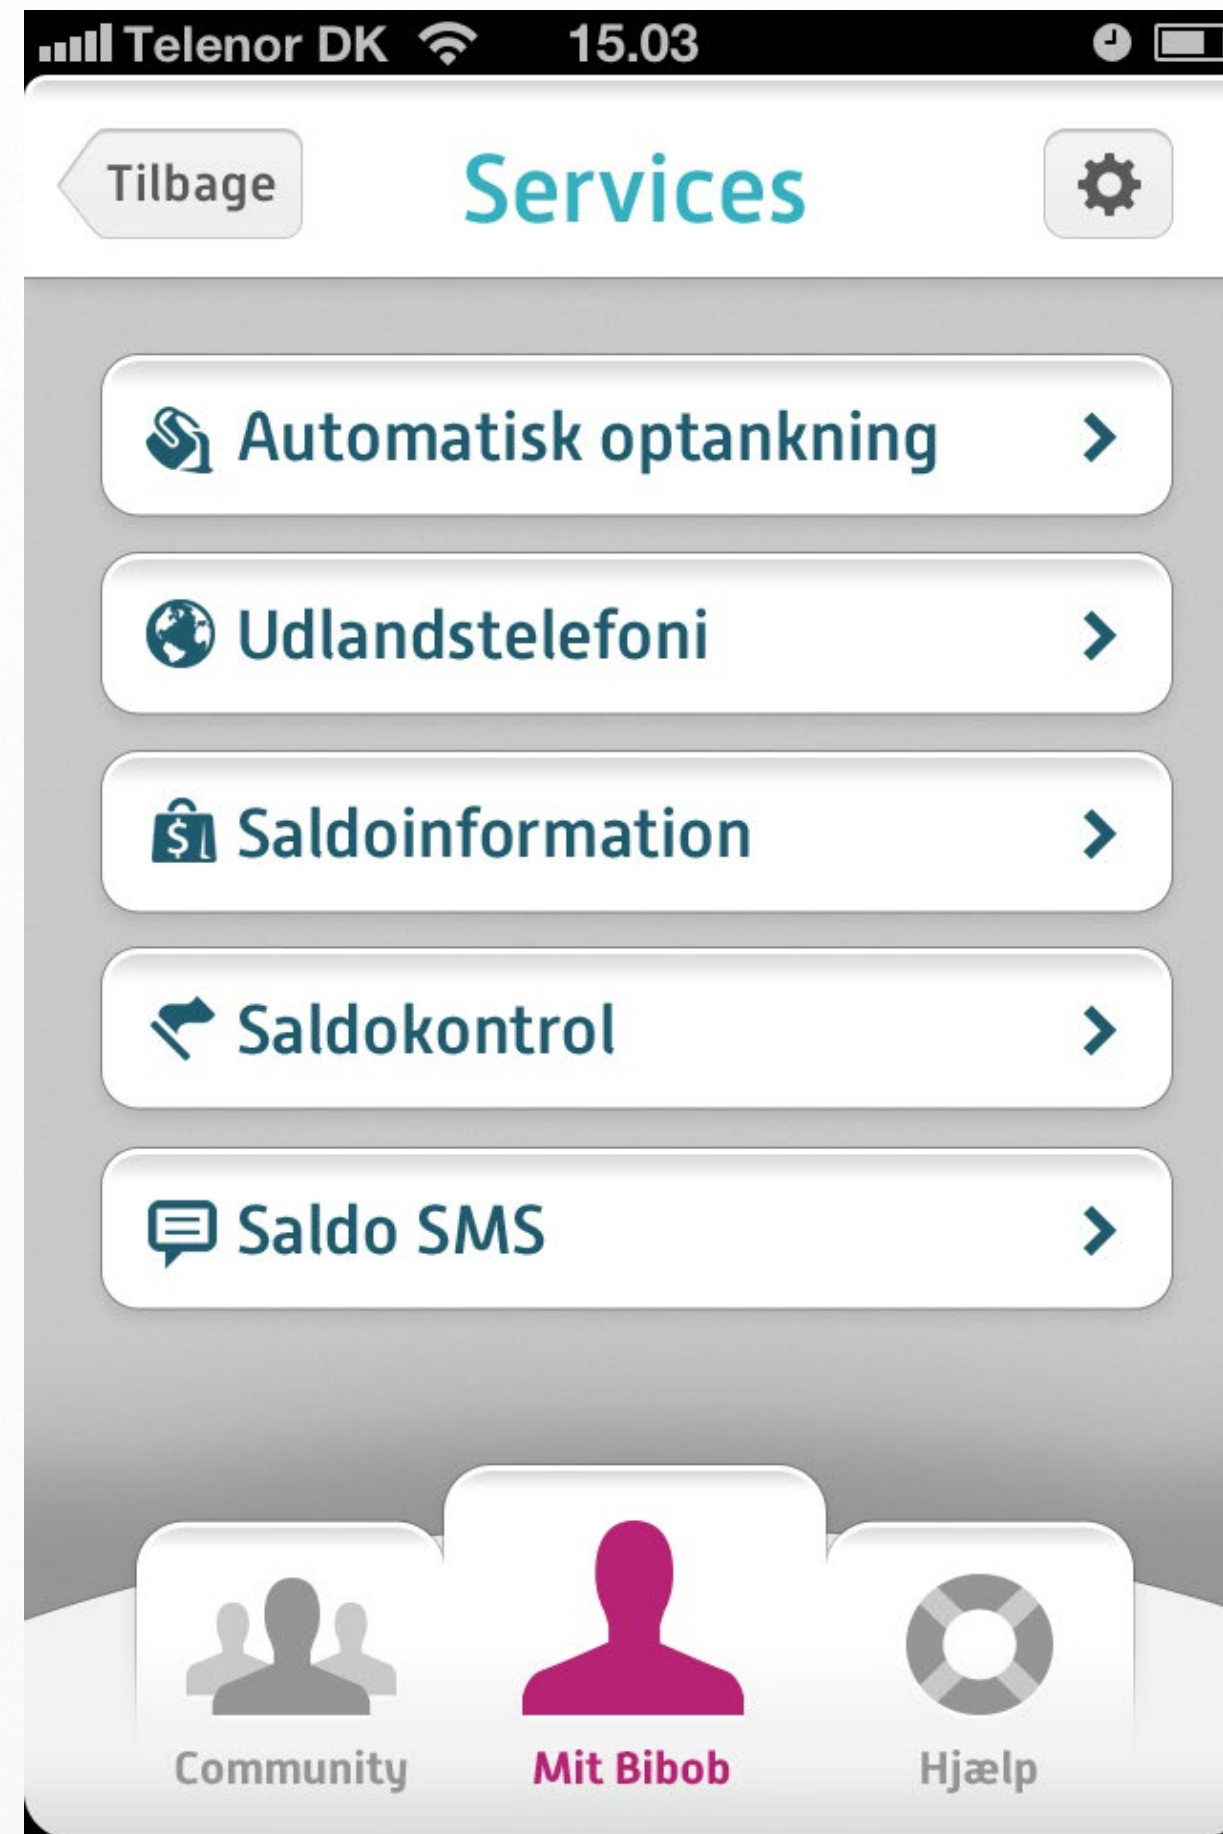 Telenor DK 15.03
Tilbage Services
Automatisk optankning
Udlandstelefoni
$ Saldoinformation
Saldokontrol
Saldo SMS
Community Mit Bibob Hjælp